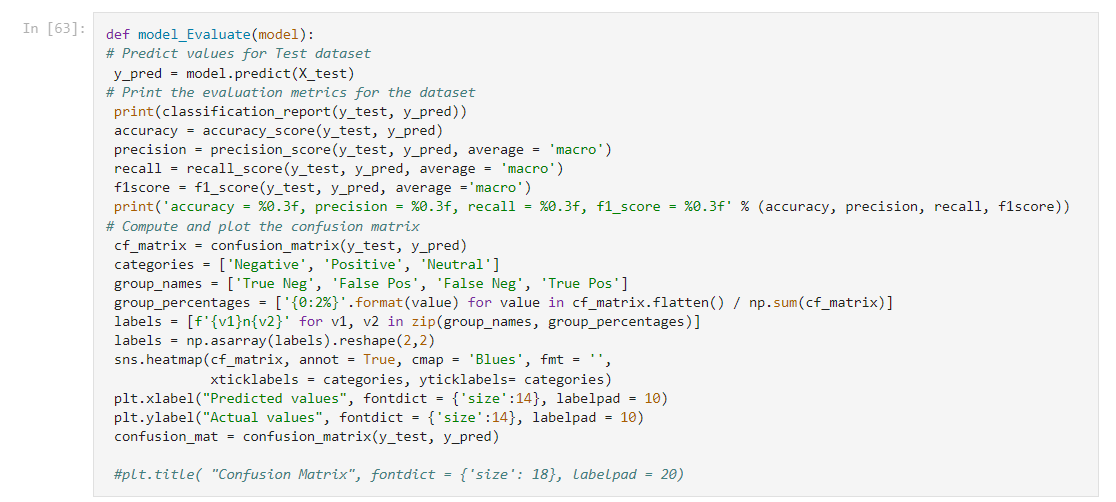 In [63]:
def model_Evaluate(model):
# Predict values for Test dataset
 y_pred = model.predict(X_test)
# Print the evaluation metrics for the dataset
 print(classification_report(y_test, y_pred))
 accuracy = accuracy_score(y_test, y_pred)
 precision = precision_score(y_test, y_pred, average = 'macro')
 recall = recall_score(y_test, y_pred, average = 'macro')
 f1score = f1_score(y_test, y_pred, average ='macro')
 print('accuracy = %0.3f, precision = %0.3f, recall = %0.3f, f1_score = %0.3f' % (accuracy, precision, recall, f1score))
# Compute and plot the confusion matrix
 cf_matrix = confusion_matrix(y_test, y_pred)
 categories = ['Negative', 'Positive', 'Neutral']
 group_names = ['True Neg', 'False Pos', 'False Neg', 'True Pos']
 group_percentages = ['{0:2%}'.format(value) for value in cf_matrix.flatten() / np.sum(cf_matrix)]
 labels = [f'{v1}n{v2}' for v1, v2 in zip(group_names, group_percentages)]
 labels = np.asarray(labels).reshape(2,2)
 sns.heatmap(cf_matrix, annot = True, cmap = 'Blues', fmt = '',
             xticklabels = categories, yticklabels= categories)
 plt.xlabel("Predicted values", fontdict = {'size':14}, labelpad = 10)
 plt.ylabel("Actual values", fontdict = {'size':14}, labelpad = 10)
 confusion_mat = confusion_matrix(y_test, y_pred)
 #plt.title( "Confusion Matrix", fontdict = {'size': 18}, labelpad = 20)